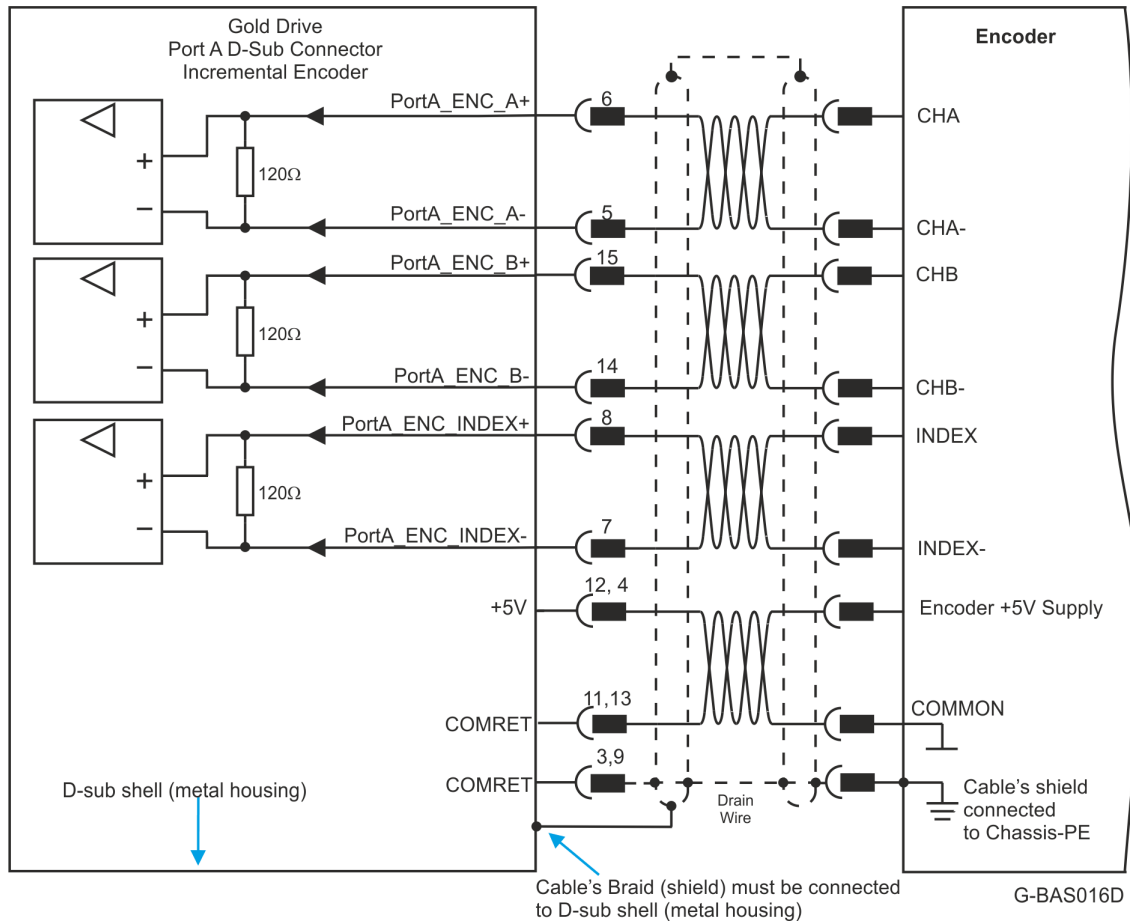 Gold Drive
Port A D-Sub Connector
Incremental Encoder
Encoder
PortA_ENC_A+
6
CHA
+
120Ω
−
PortA_ENC_A-
5
CHA-
PortA_ENC_B+
15
CHB
+
120Ω
−
PortA_ENC_B-
14
CHB-
PortA_ENC_INDEX+
8
INDEX
+
120Ω
−
PortA_ENC_INDEX-
7
INDEX-
+5V
12, 4
Encoder +5V Supply
COMRET
11,13
COMMON
COMRET
3,9
Drain
Wire
Cable's shield
connected
to Chassis-PE
D-sub shell (metal housing)
Cable's Braid (shield) must be connected
to D-sub shell (metal housing)
G-BAS016D